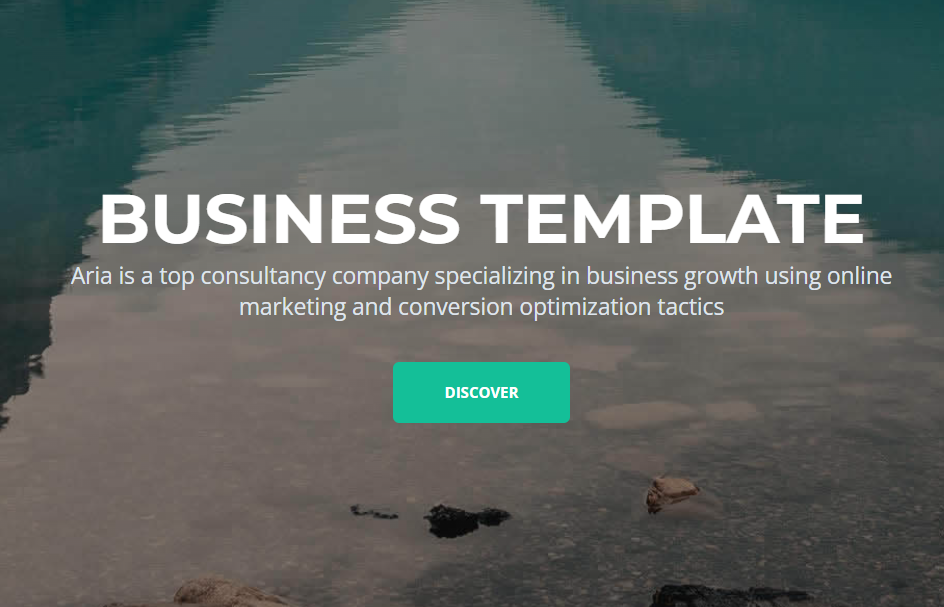 BUSINESS TEMPLATE
Aria is a top consultancy company specializing in business growth using online
marketing and conversion optimization tactics
DISCOVER